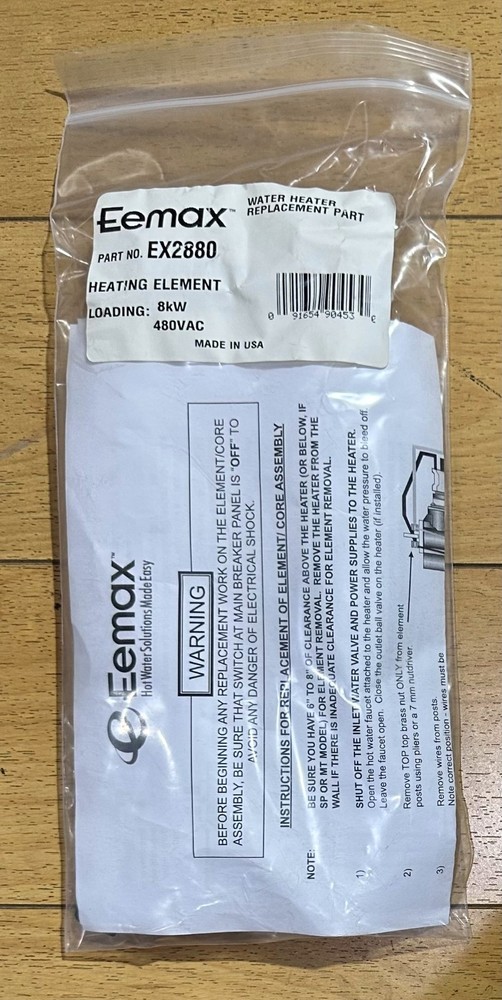 Eemax™
WATER HEATER
REPLACEMENT PART
PART NO. EX2880
HEATING ELEMENT
LOADING: 8kW
480VAC
0 91654 90453
MADE IN USA
Eemax™
Hot Water Solutions Made Easy
WARNING
BEFORE BEGINNING ANY REPLACEMENT WORK ON THE ELEMENT/CORE
ASSEMBLY, BE SURE THAT SWITCH AT MAIN BREAKER PANEL IS "OFF" TO
AVOID ANY DANGER OF ELECTRICAL SHOCK.
INSTRUCTIONS FOR REPLACEMENT OF ELEMENT/ CORE ASSEMBLY
NOTE: BE SURE YOU HAVE 6" TO 8" OF CLEARANCE ABOVE THE HEATER (OR BELOW, IF
SP OR MT MODEL) FOR ELEMENT REMOVAL. REMOVE THE HEATER FROM THE
WALL IF THERE IS INADEQUATE CLEARANCE FOR ELEMENT REMOVAL.
1) SHUT OFF THE INLET WATER VALVE AND POWER SUPPLIES TO THE HEATER.
Open the hot water faucet attached to the heater and allow the water pressure to bleed off.
Leave the faucet open. Close the outlet ball valve on the heater (if installed).
2) Remove TOP top brass nut ONLY from element
posts using pliers or a 7 mm nutdriver.
3) Remove wires from posts.
Note correct position - wires must be